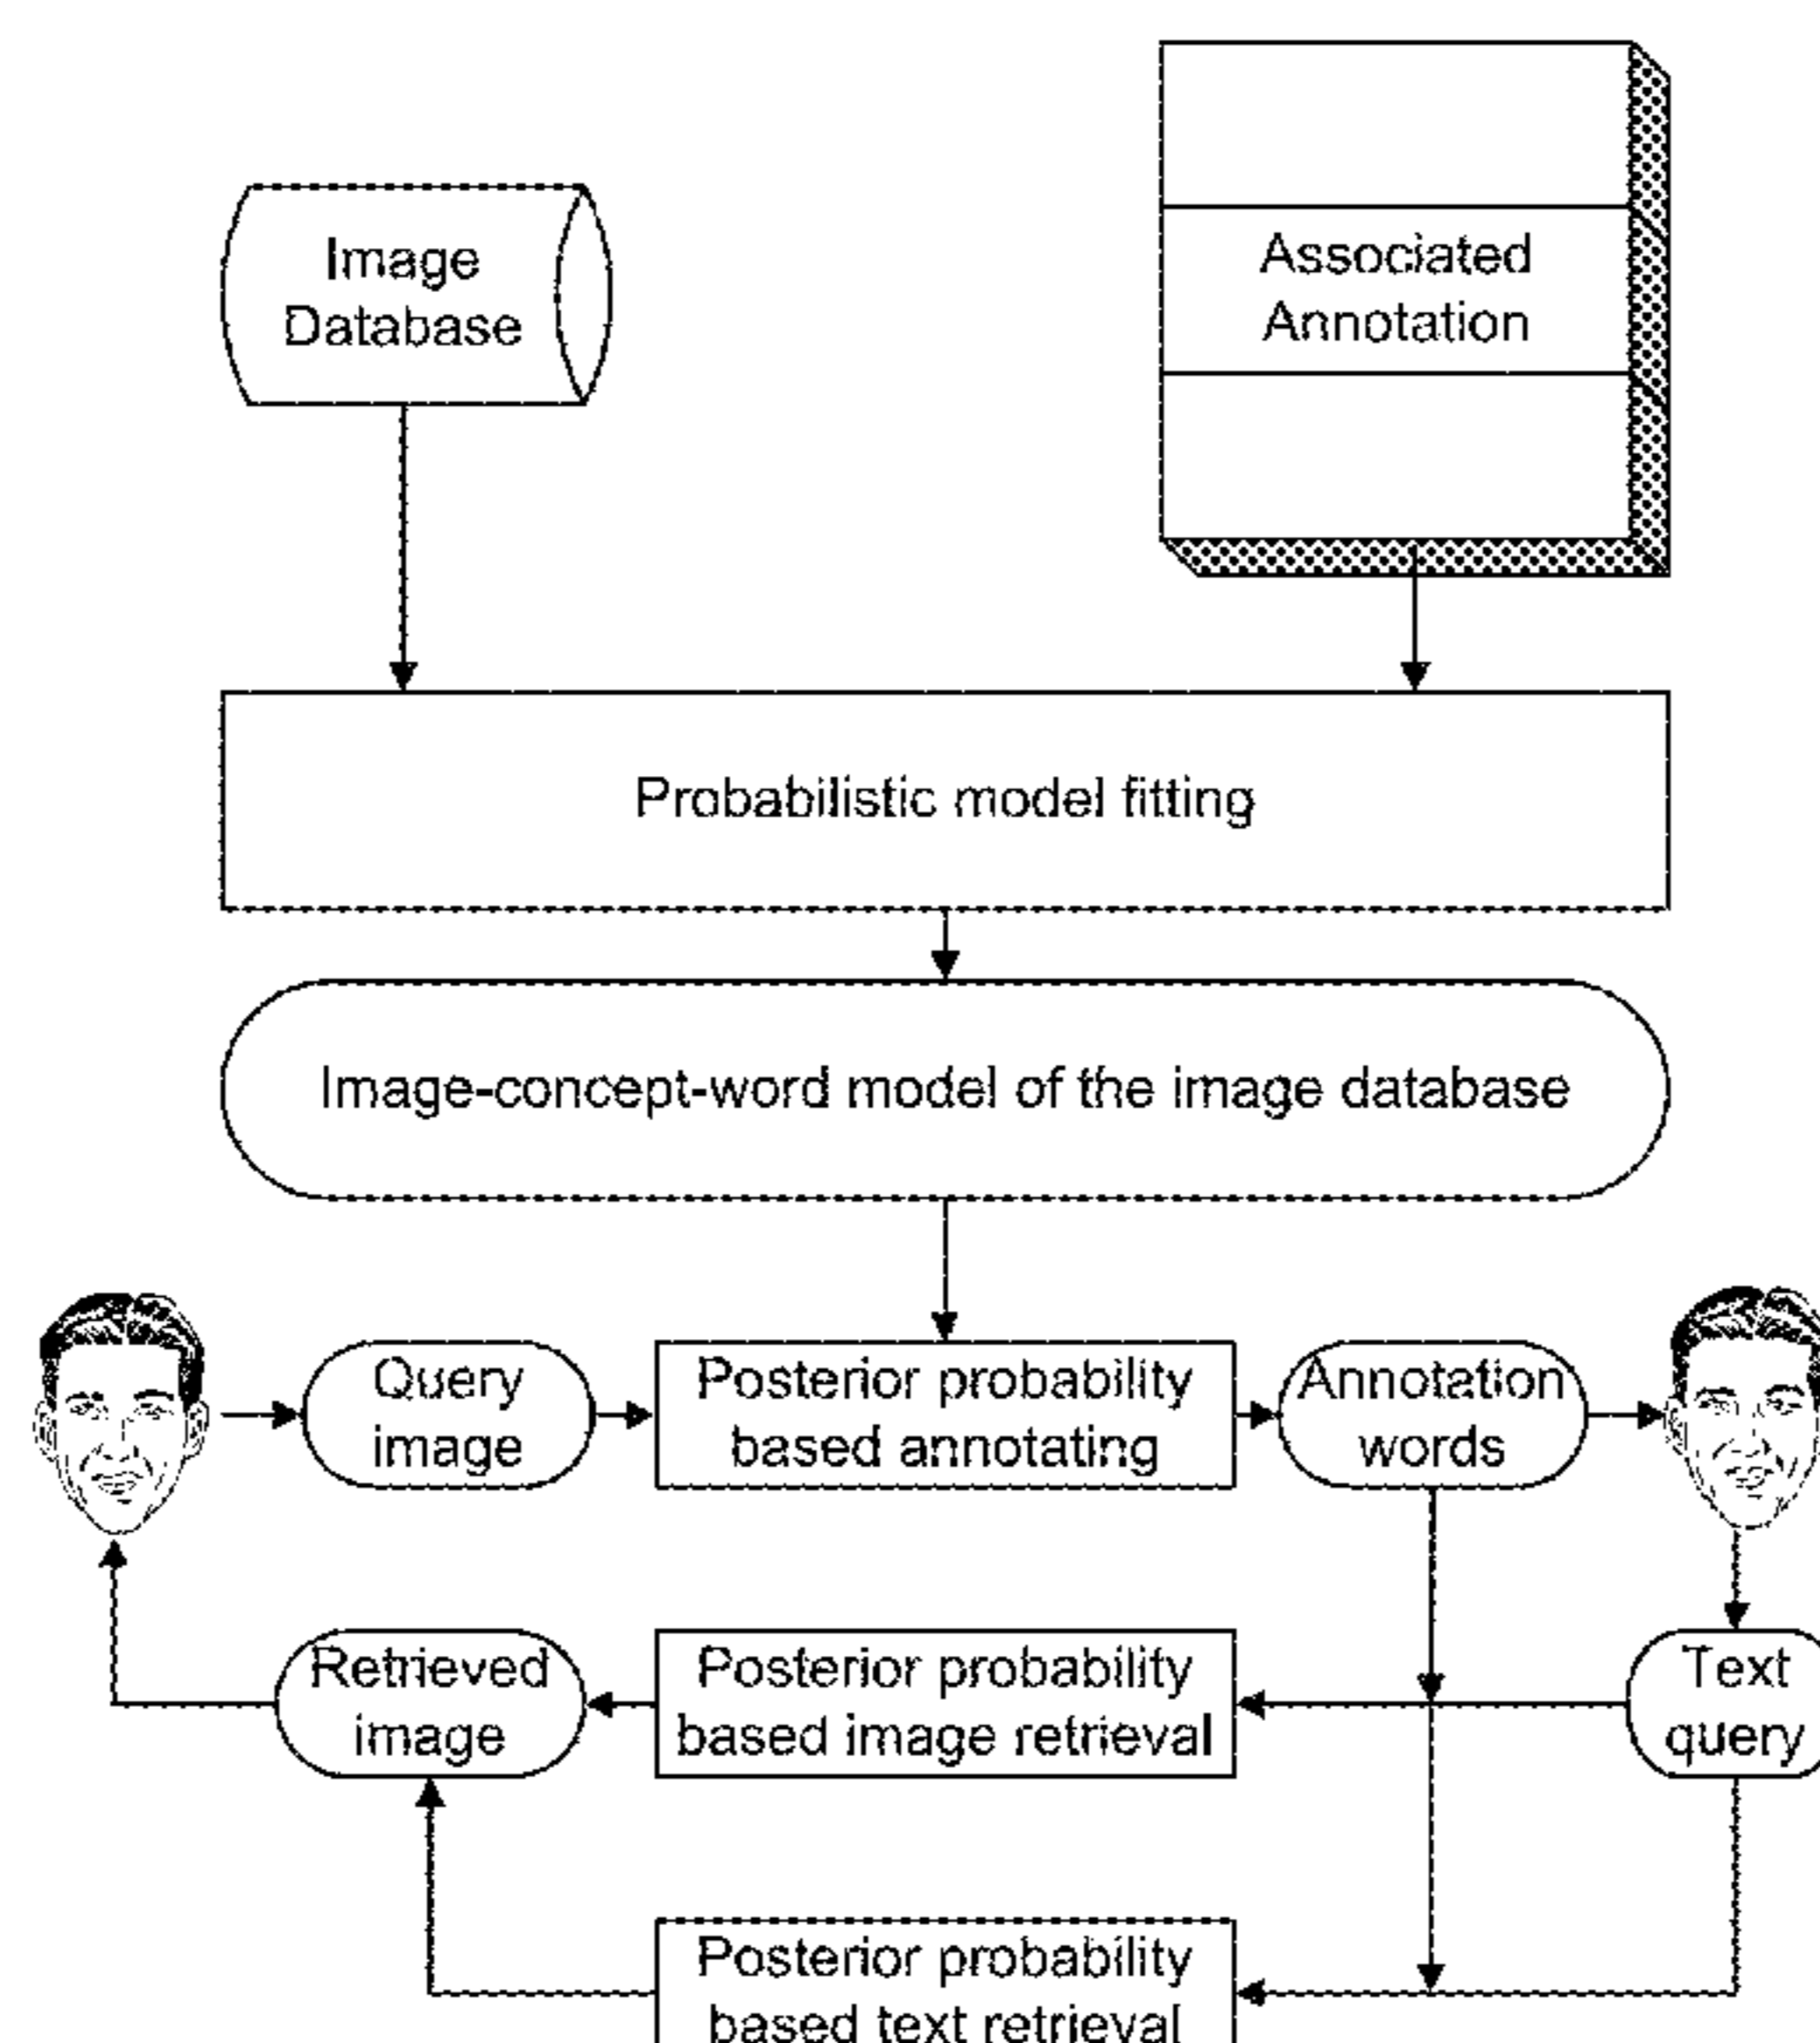 Image
Database
Associated
Annotation
Probabilistic model fitting
Image-concept-word model of the image database
Query
image
Posterior probability
based annotating
Annotation
words
Retrieved
image
Posterior probability
based image retrieval
Text
query
Posterior probability
based text retrieval